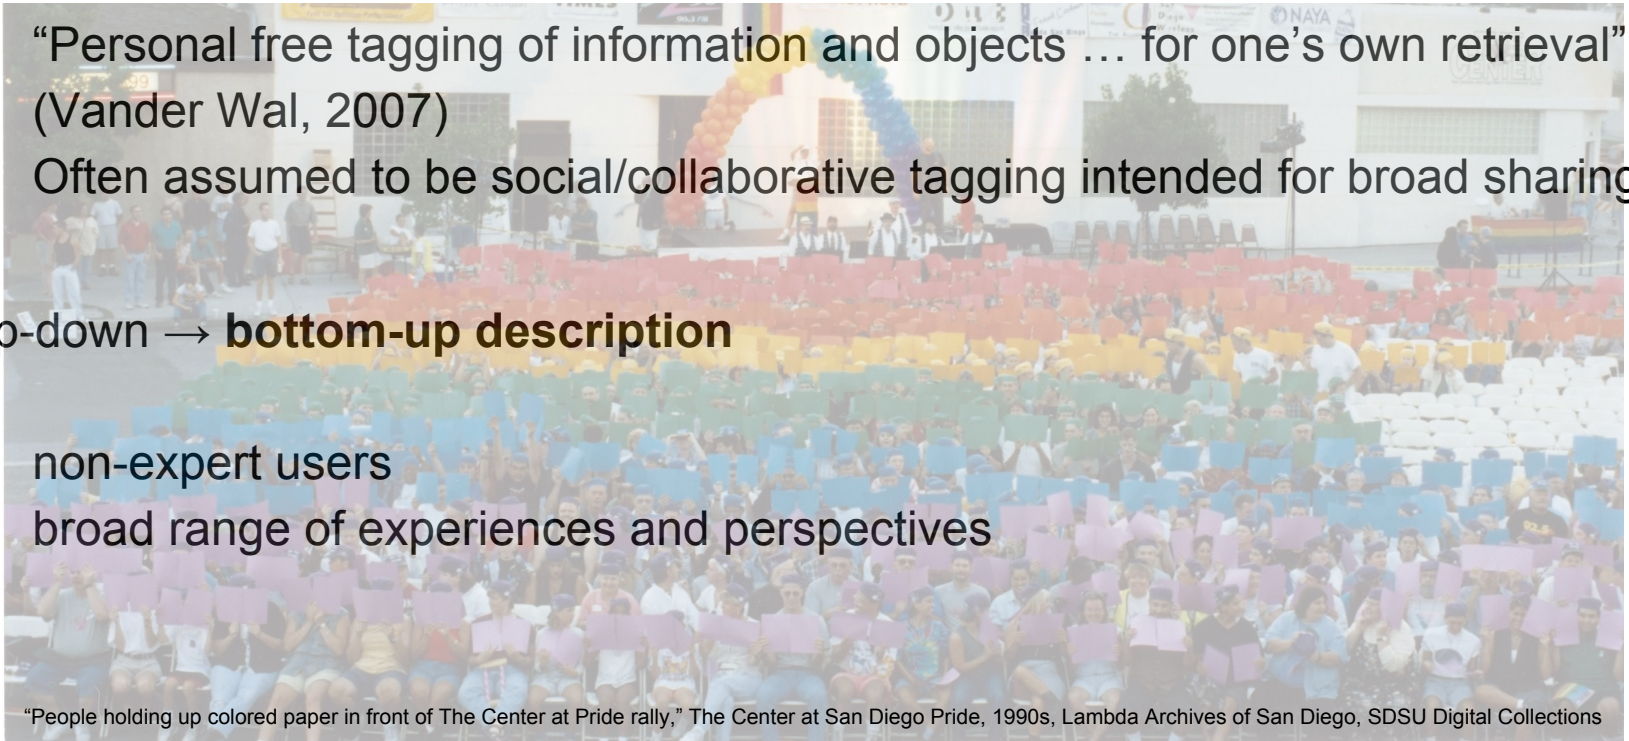 “Personal free tagging of information and objects … for one’s own retrieval”
(Vander Wal, 2007)
Often assumed to be social/collaborative tagging intended for broad sharing
-down → bottom-up description
non-expert users
broad range of experiences and perspectives
“People holding up colored paper in front of The Center at Pride rally,” The Center at San Diego Pride, 1990s, Lambda Archives of San Diego, SDSU Digital Collections
NAYA
CENTER